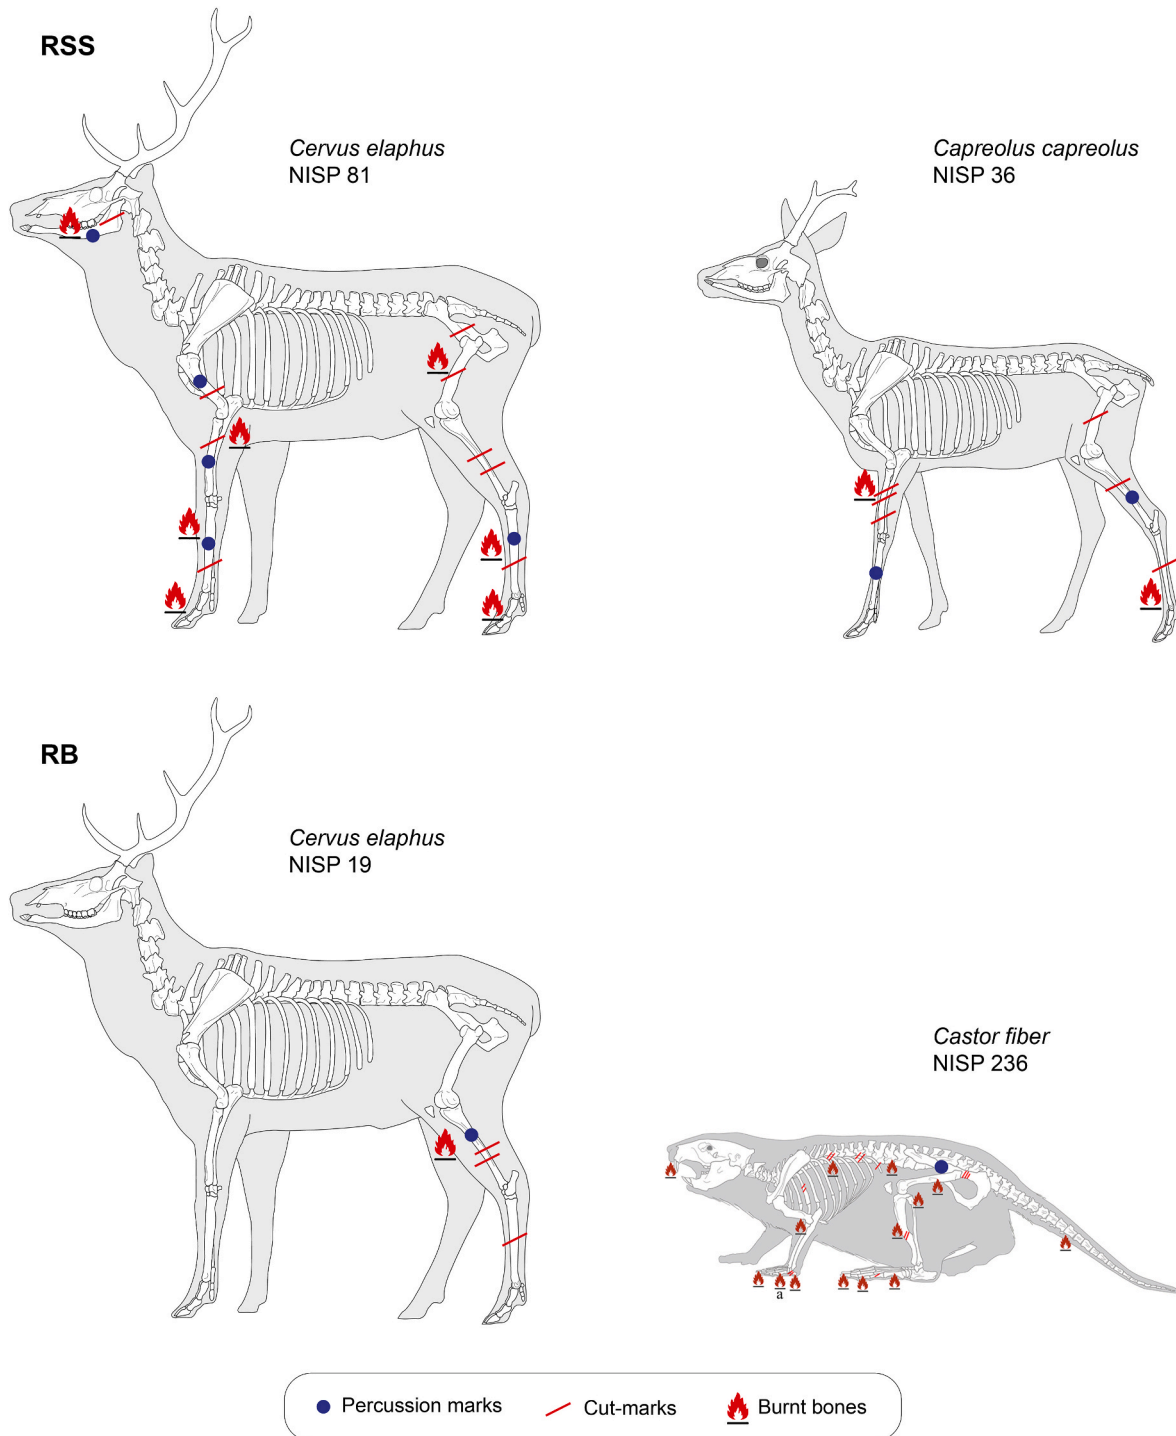 RSS
Cervus elaphus
NISP 81
Capreolus capreolus
NISP 36
RB
Cervus elaphus
NISP 19
Castor fiber
NISP 236
a
Percussion marks
Cut-marks
Burnt bones